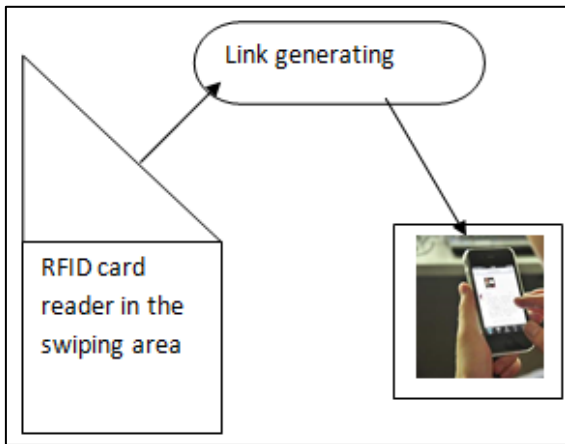 Link generating
RFID card
reader in the
swiping area